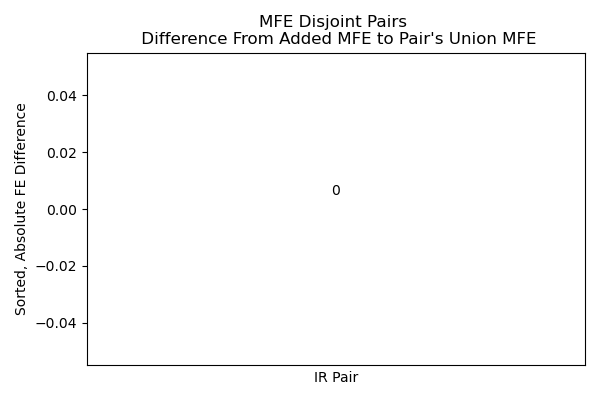 MFE Disjoint Pairs
Difference From Added MFE to Pair's Union MFE
Sorted, Absolute FE Difference
0.04
0.02
0.00
−0.02
−0.04
0
IR Pair